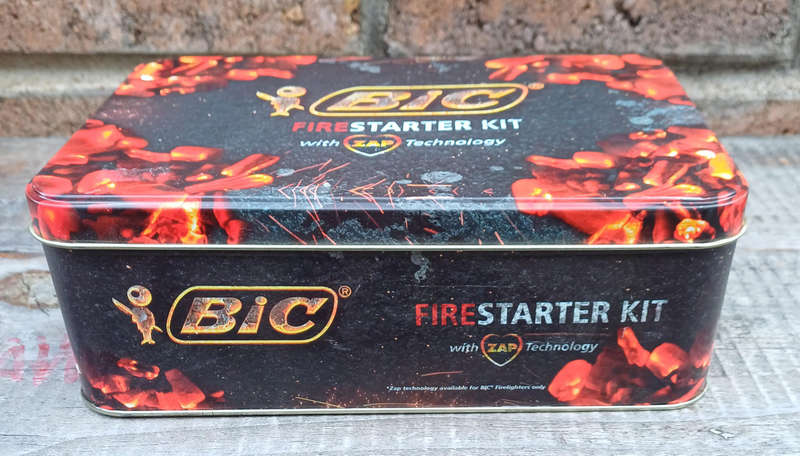 BiC®
FIRESTARTER KIT
with ZAP Technology
BiC®
FIRESTARTER KIT
with ZAP Technology
*Zap technology available for BIC® Firelighters only